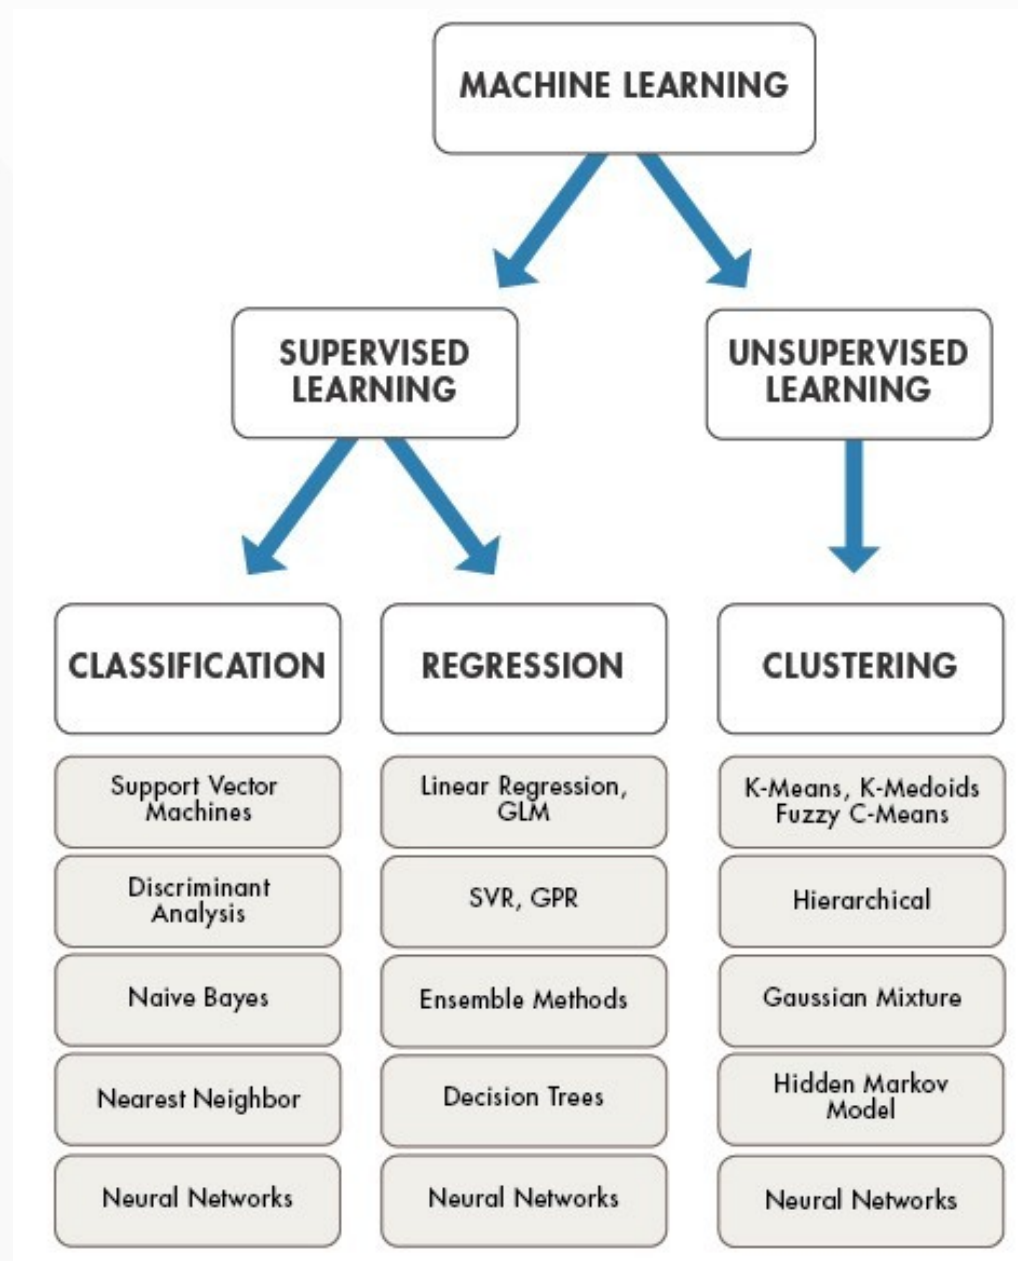 MACHINE LEARNING
SUPERVISED
LEARNING
UNSUPERVISED
LEARNING
CLASSIFICATION
REGRESSION
CLUSTERING
Support Vector
Machines
Linear Regression,
GLM
K-Means, K-Medoids
Fuzzy C-Means
Discriminant
Analysis
SVR, GPR
Hierarchical
Naive Bayes
Ensemble Methods
Gaussian Mixture
Nearest Neighbor
Decision Trees
Hidden Markov
Model
Neural Networks
Neural Networks
Neural Networks